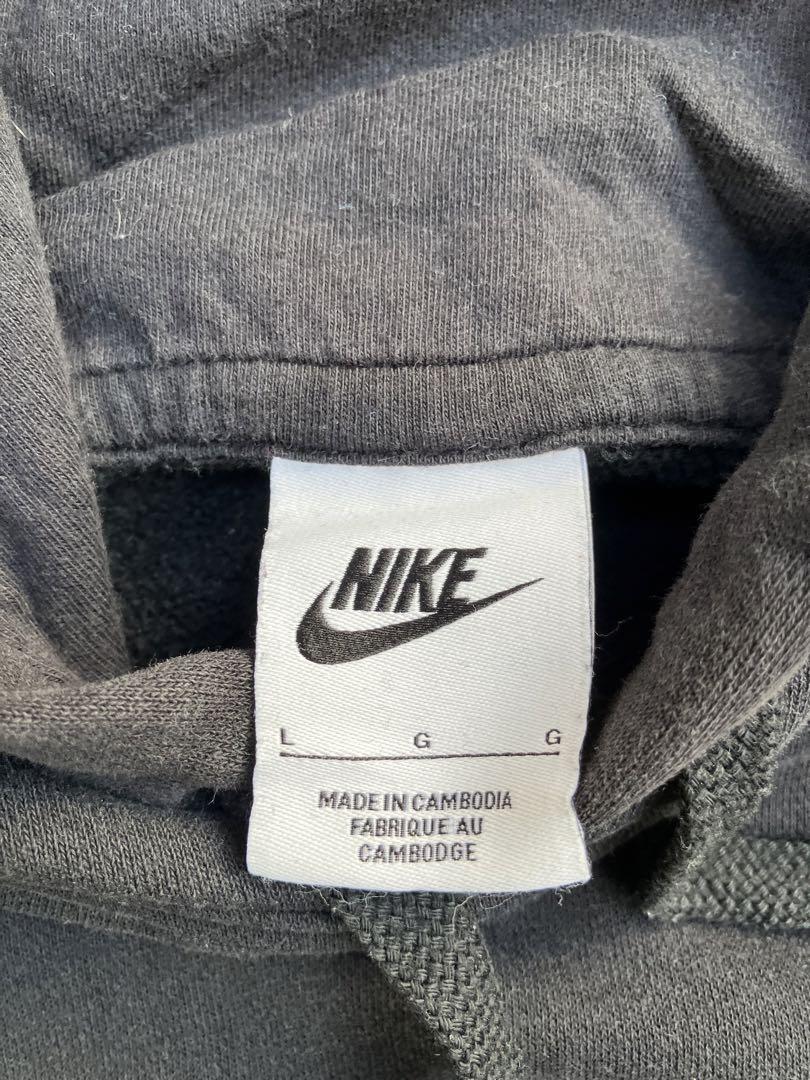 NIKE
L G G
MADE IN CAMBODIA
FABRIQUE AU
CAMBODGE